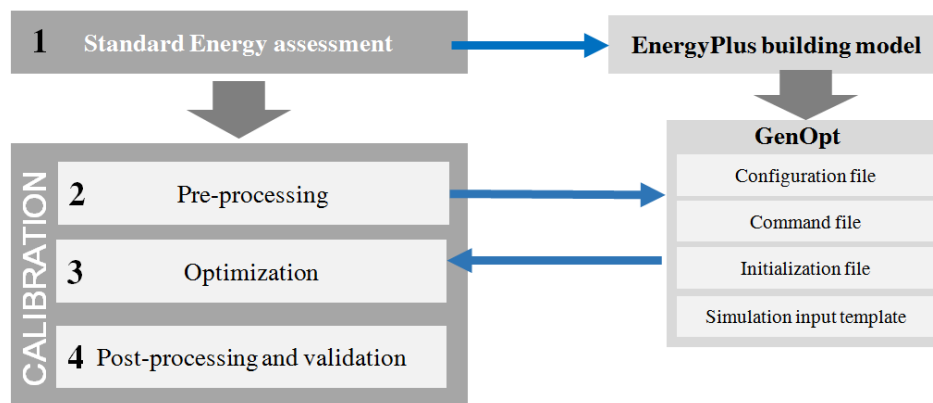 1 Standard Energy assessment
EnergyPlus building model
CALIBRATION
2 Pre-processing
3 Optimization
4 Post-processing and validation
GenOpt
Configuration file
Command file
Initialization file
Simulation input template